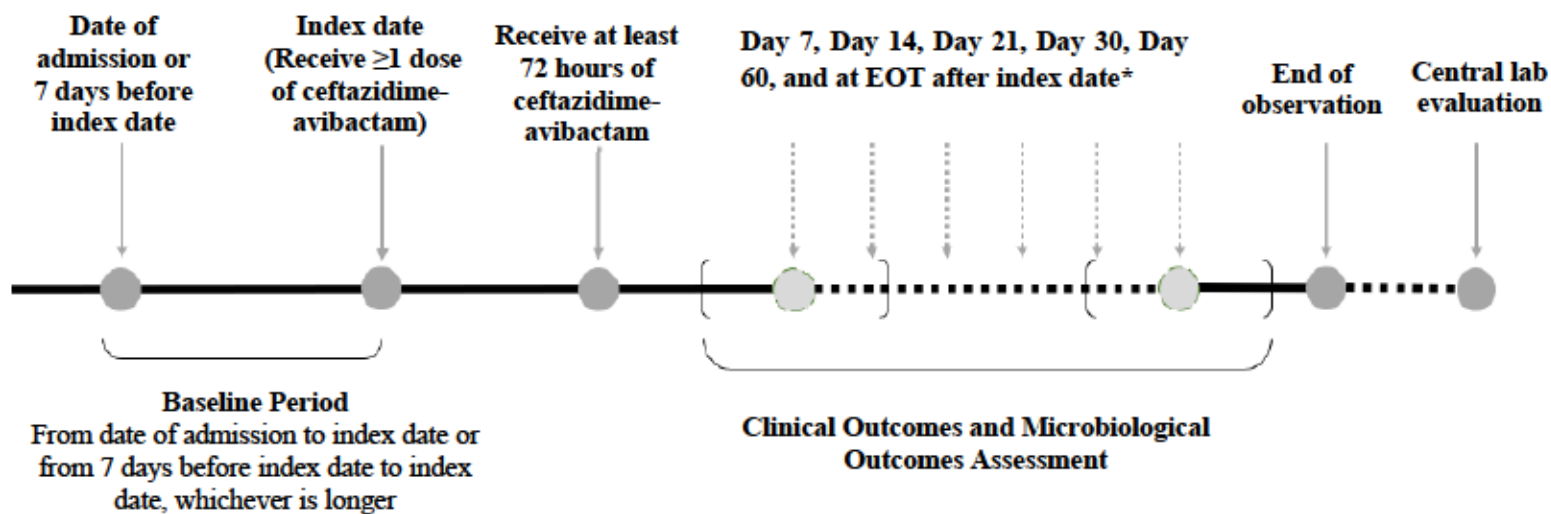 Date of
admission or
7 days before
index date
Index date
(Receive ≥1 dose
of ceftazidime-
avibactam)
Receive at least
72 hours of
ceftazidime-
avibactam
Day 7, Day 14, Day 21, Day 30, Day
60, and at EOT after index date*
End of
observation
Central lab
evaluation
Baseline Period
From date of admission to index date or
from 7 days before index date to index
date, whichever is longer
Clinical Outcomes and Microbiological
Outcomes Assessment